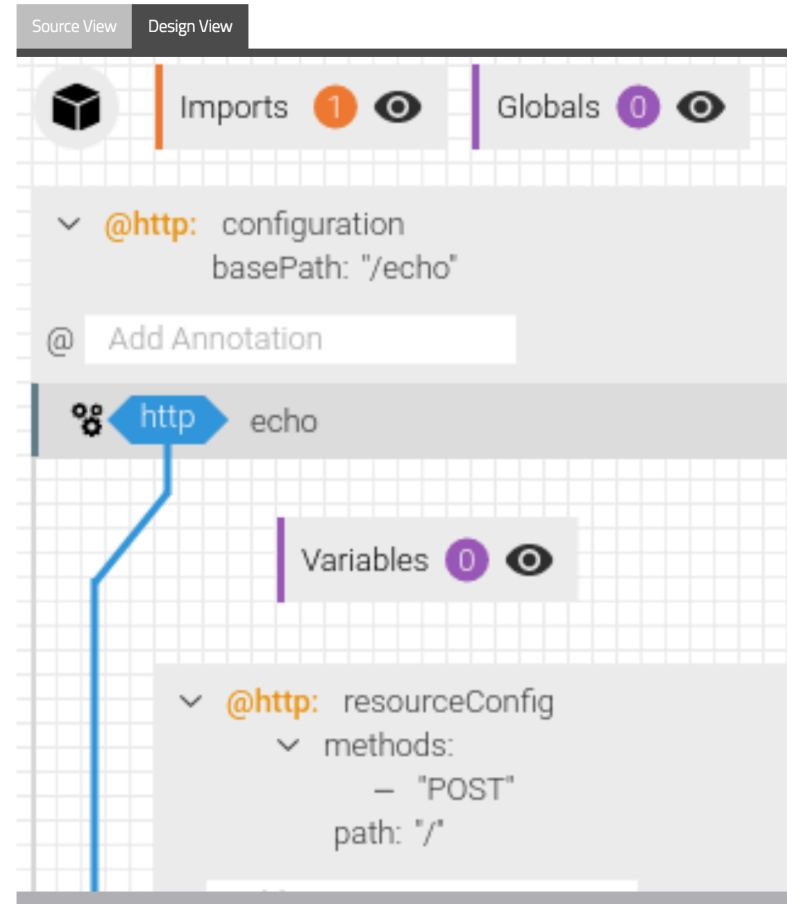 Source View Design View
Imports 1 Globals 0
@http: configuration
basePath: "/echo"
@ Add Annotation
http echo
Variables 0
@http: resourceConfig
methods:
– "POST"
path: "/"